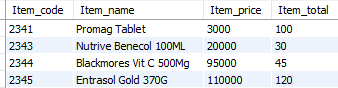 Item_code Item_name Item_price Item_total
2341 Promag Tablet 3000 100
2343 Nutrive Benecol 100ML 20000 30
2344 Blackmores Vit C 500Mg 95000 45
2345 Entrasol Gold 370G 110000 120